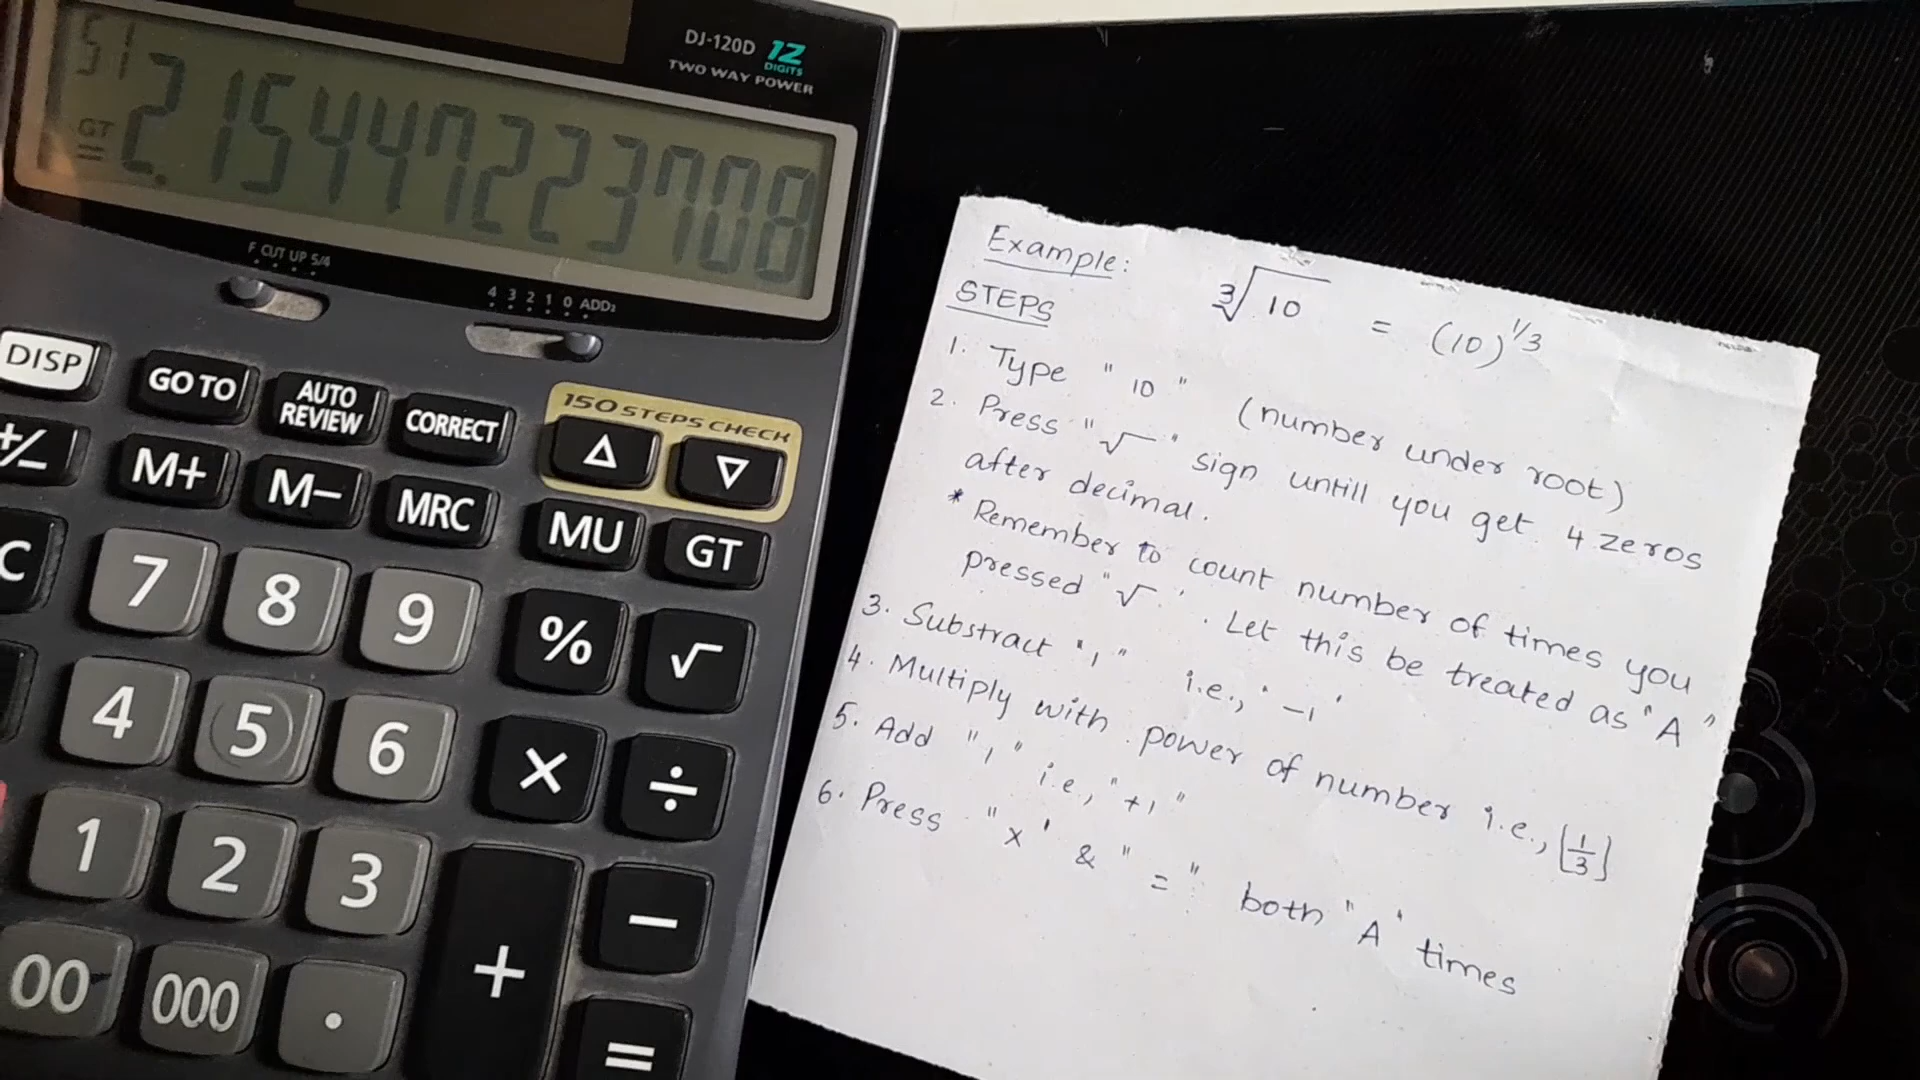 DJ-120D 12 DIGITS
TWO WAY POWER
51
GT
=
2.15447223708
F CUT UP 5/4
4 3 2 1 0 ADD₂
DISP GO TO AUTO REVIEW CORRECT 150 STEPS CHECK
△ ▽
+/- M+ M− MRC MU GT
C 7 8 9 % √
4 5 6 × ÷
1 2 3 + −
00 000 . =
Example: ∛10 = (10)^1/3
STEPS
1. Type "10" (number under root)
2. Press "√" sign untill you get 4 zeros
after decimal.
* Remember to count number of times you
pressed "√". Let this be treated as "A"
3. Substract "1" i.e., '−1'
4. Multiply with power of number i.e., [1/3]
5. Add "1" i.e., "+1"
6. Press "x" & "=" both "A" times